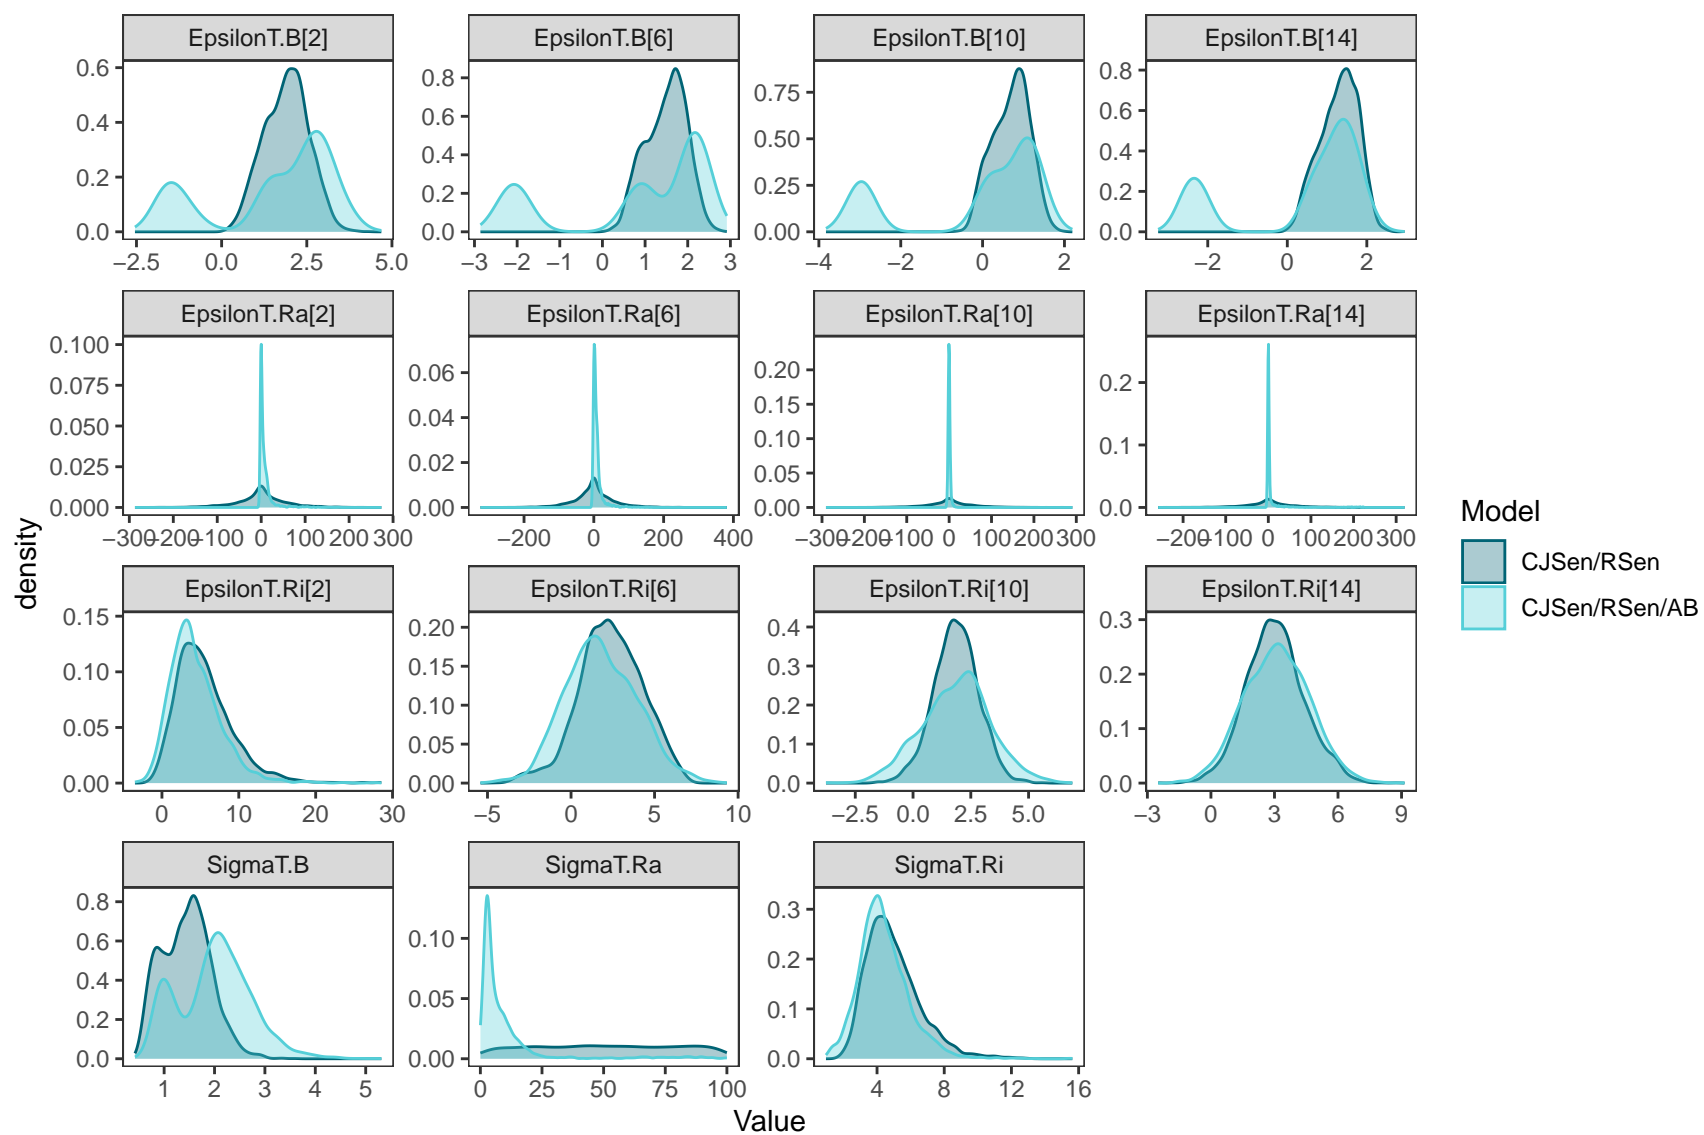 EpsilonT.B[2] EpsilonT.B[6] EpsilonT.B[10] EpsilonT.B[14]
0.6 0.4 0.2 0.0
0.8 0.6 0.4 0.2 0.0
0.75 0.50 0.25 0.00
0.8 0.6 0.4 0.2 0.0
−2.5 0.0 2.5 5.0
−3 −2 −1 0 1 2 3
−4 −2 0 2
−2 0 2
EpsilonT.Ra[2] EpsilonT.Ra[6] EpsilonT.Ra[10] EpsilonT.Ra[14]
0.100 0.075 0.050 0.025 0.000
0.06 0.04 0.02 0.00
0.20 0.15 0.10 0.05 0.00
0.2 0.1 0.0
−300 −200 −100 0 100 200 300
−200 0 200 400
−300 −200 −100 0 100 200 300
−200 −100 0 100 200 300
EpsilonT.Ri[2] EpsilonT.Ri[6] EpsilonT.Ri[10] EpsilonT.Ri[14]
0.15 0.10 0.05 0.00
0.20 0.15 0.10 0.05 0.00
0.4 0.3 0.2 0.1 0.0
0.3 0.2 0.1 0.0
0 10 20 30
−5 0 5 10
−2.5 0.0 2.5 5.0
−3 0 3 6 9
SigmaT.B SigmaT.Ra SigmaT.Ri
0.8 0.6 0.4 0.2 0.0
0.10 0.05 0.00
0.3 0.2 0.1 0.0
1 2 3 4 5
0 25 50 75 100
4 8 12 16
density
Value
Model
CJSen/RSen
CJSen/RSen/AB